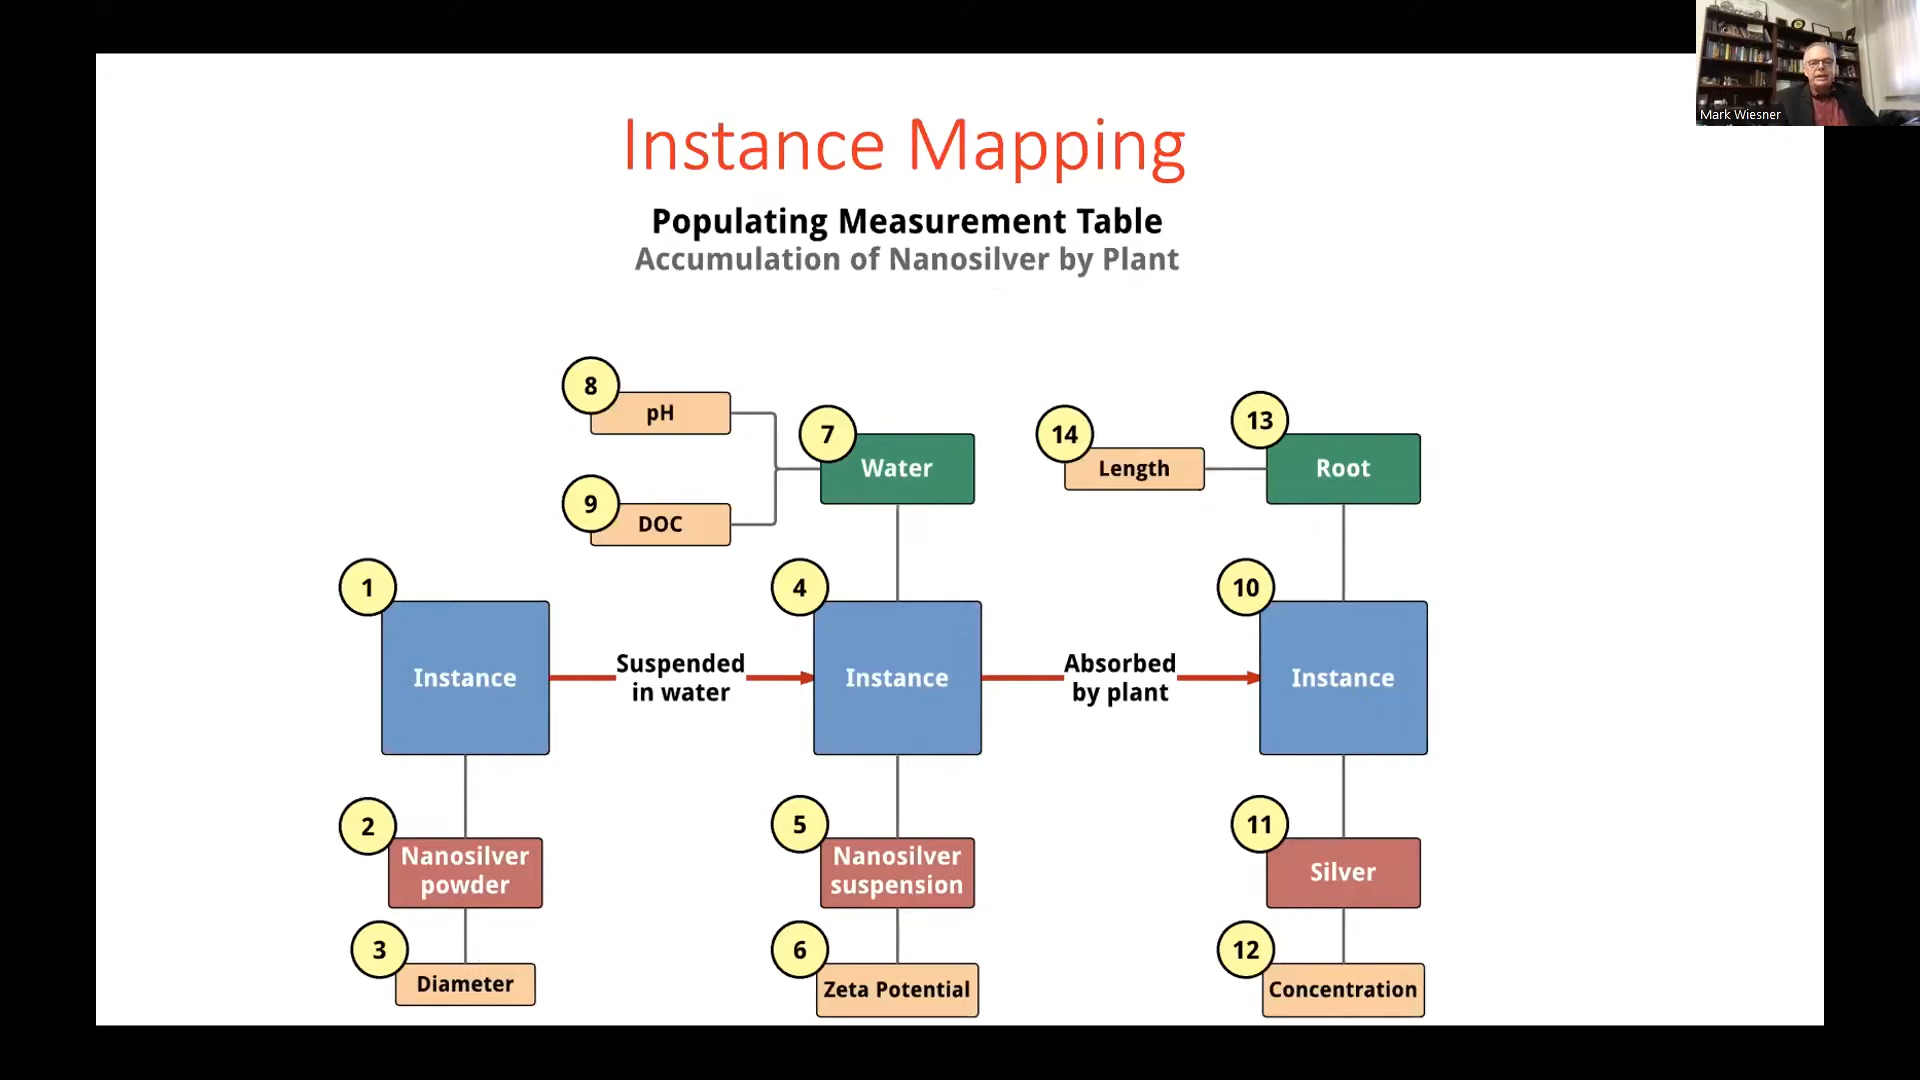 Mark Wiesner
Instance Mapping
Populating Measurement Table
Accumulation of Nanosilver by Plant
8
pH
9
DOC
7
Water
14
Length
13
Root
1
Instance
Suspended
in water
4
Instance
Absorbed
by plant
10
Instance
2
Nanosilver
powder
3
Diameter
5
Nanosilver
suspension
6
Zeta Potential
11
Silver
12
Concentration